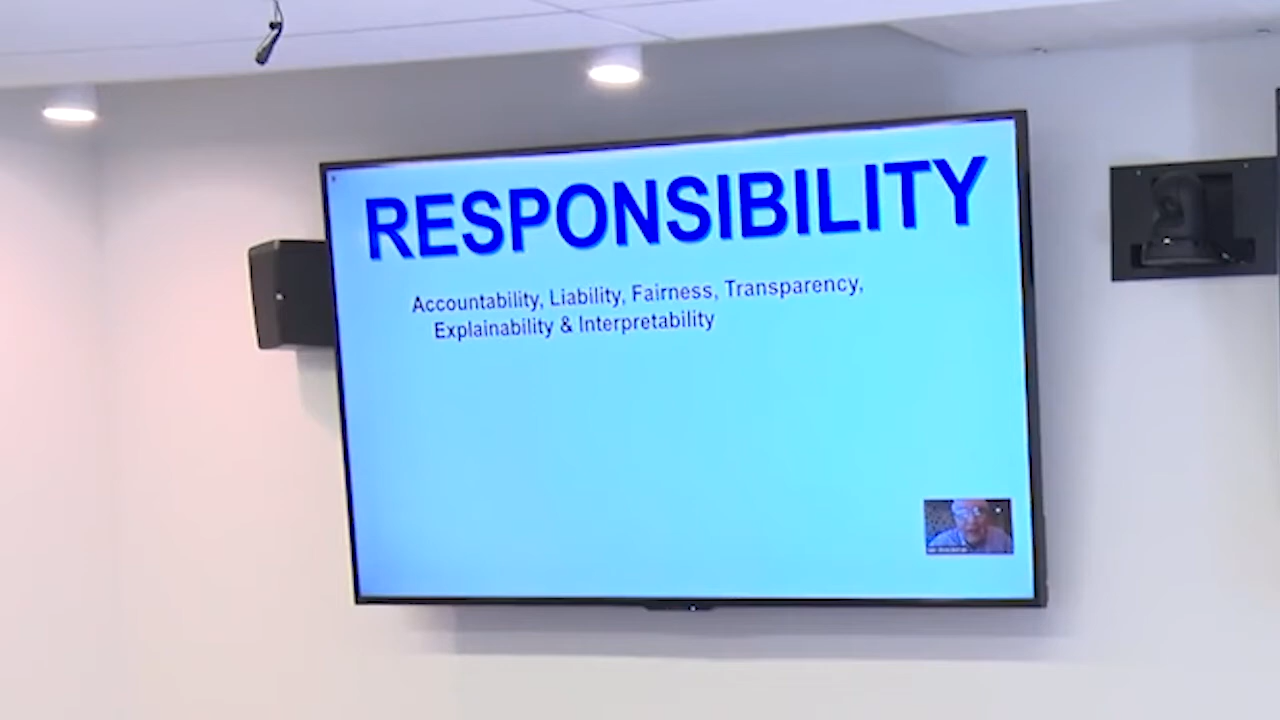 RESPONSIBILITY
Accountability, Liability, Fairness, Transparency,
Explainability & Interpretability